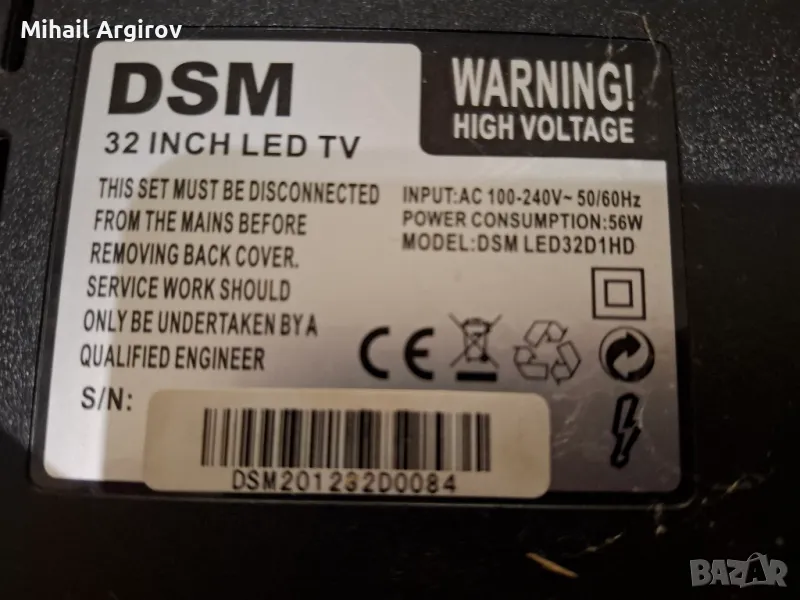 Mihail Argirov
DSM
32 INCH LED TV
WARNING!
HIGH VOLTAGE
THIS SET MUST BE DISCONNECTED
FROM THE MAINS BEFORE
REMOVING BACK COVER.
SERVICE WORK SHOULD
ONLY BE UNDERTAKEN BY A
QUALIFIED ENGINEER
INPUT:AC 100-240V~ 50/60Hz
POWER CONSUMPTION:56W
MODEL:DSM LED32D1HD
CE
S/N:
DSM201232D0084
BAZAR